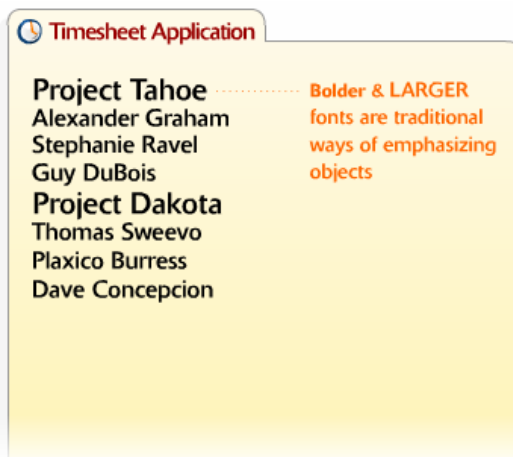 Timesheet Application
Project Tahoe
Alexander Graham
Stephanie Ravel
Guy DuBois
Project Dakota
Thomas Sweevo
Plaxico Burress
Dave Concepcion
Bolder & LARGER
fonts are traditional
ways of emphasizing
objects